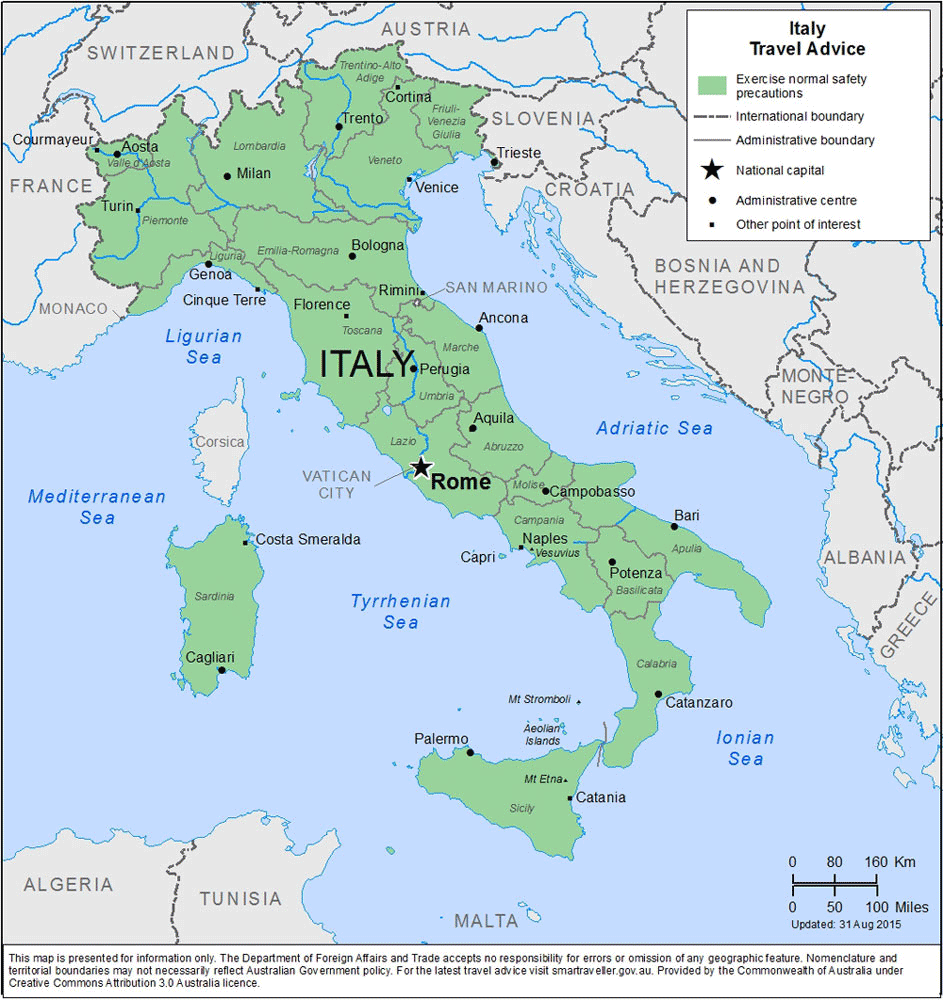 Italy
Travel Advice
Exercise normal safety
precautions
International boundary
Administrative boundary
National capital
Administrative centre
Other point of interest
AUSTRIA
SWITZERLAND
Trentino-Alto
Adige
Cortina
Friuli-
Venezia
Giulia
SLOVENIA
Trento
Courmayeur
Aosta
Valle d'Aosta
Lombardia
Veneto
Trieste
Milan
FRANCE
Venice
CROATIA
Turin
Piemonte
Emilia-Romagna
Bologna
Liguria
Genoa
BOSNIA AND
HERZEGOVINA
Cinque Terre
Rimini
SAN MARINO
MONACO
Florence
Toscana
Ancona
Ligurian
Sea
Marche
ITALY
Perugia
MONTE-
NEGRO
Umbria
Corsica
Aquila
Adriatic Sea
Lazio
Abruzzo
VATICAN
CITY
Rome
Molise
Campobasso
Mediterranean
Sea
Campania
Bari
Costa Smeralda
Naples
Vesuvius
Capri
Apulia
ALBANIA
Potenza
Basilicata
Sardinia
Tyrrhenian
Sea
GREECE
Cagliari
Calabria
Mt Stromboli
Catanzaro
Aeolian
Islands
Ionian
Sea
Palermo
Mt Etna
Catania
Sicily
ALGERIA
TUNISIA
MALTA
0 80 160 Km
0 50 100 Miles
Updated: 31 Aug 2015
This map is presented for information only. The Department of Foreign Affairs and Trade accepts no responsibility for errors or omission of any geographic feature. Nomenclature and
territorial boundaries may not necessarily reflect Australian Government policy. For the latest travel advice visit smartraveller.gov.au. Provided by the Commonwealth of Australia under
Creative Commons Attribution 3.0 Australia licence.